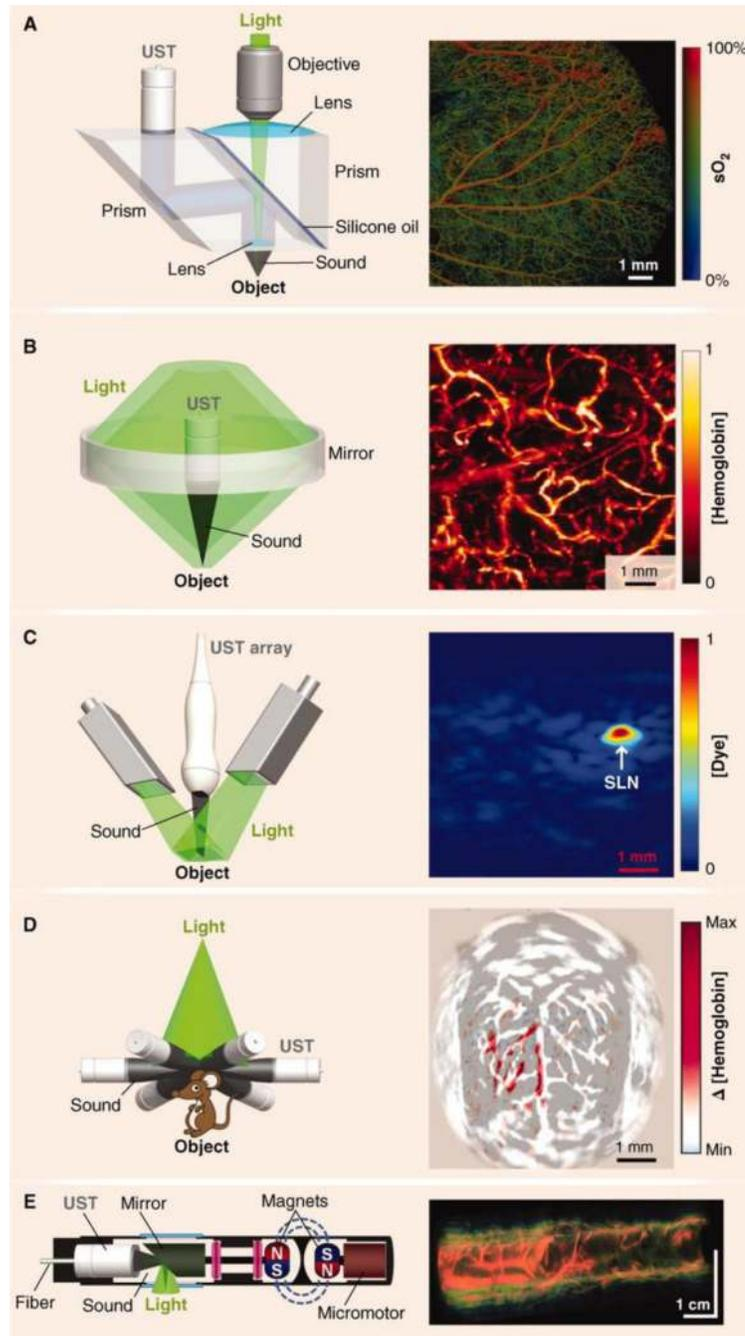 A
Light
UST
Objective
Lens
Prism
Prism
Silicone oil
Lens
Sound
Object
1 mm
100%
sO2
0%
B
Light
UST
Mirror
Sound
Object
1 mm
1
[Hemoglobin]
0
C
UST array
Sound
Light
Object
SLN
1 mm
1
[Dye]
0
D
Light
UST
Sound
Object
1 mm
Max
Δ [Hemoglobin]
Min
E
UST
Mirror
Magnets
N
S
S
N
Fiber
Sound
Light
Micromotor
1 cm